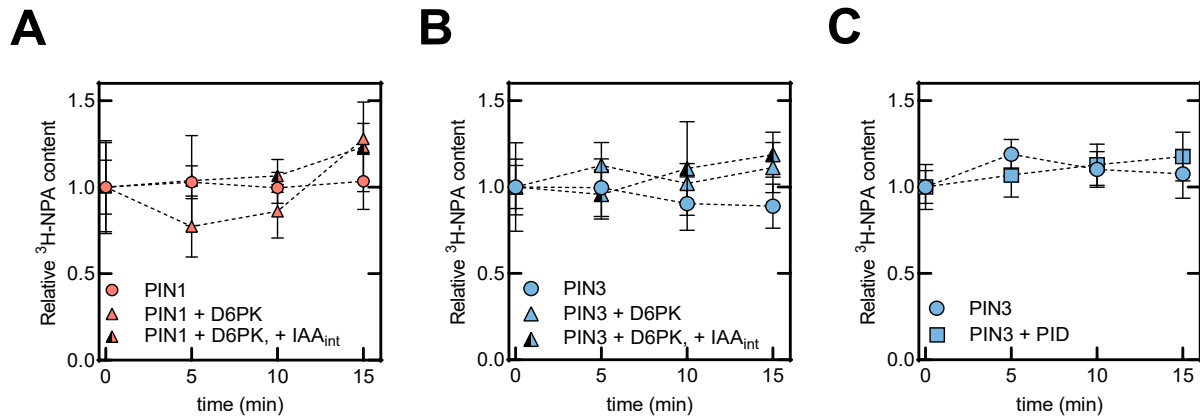 A
B
C
Relative ³H-NPA content
1.5
1.0
0.5
0.0
PIN1
PIN1 + D6PK
PIN1 + D6PK, + IAAint
0
5
10
15
time (min)
Relative ³H-NPA content
1.5
1.0
0.5
0.0
PIN3
PIN3 + D6PK
PIN3 + D6PK, + IAAint
0
5
10
15
time (min)
Relative ³H-NPA content
1.5
1.0
0.5
0.0
PIN3
PIN3 + PID
0
5
10
15
time (min)